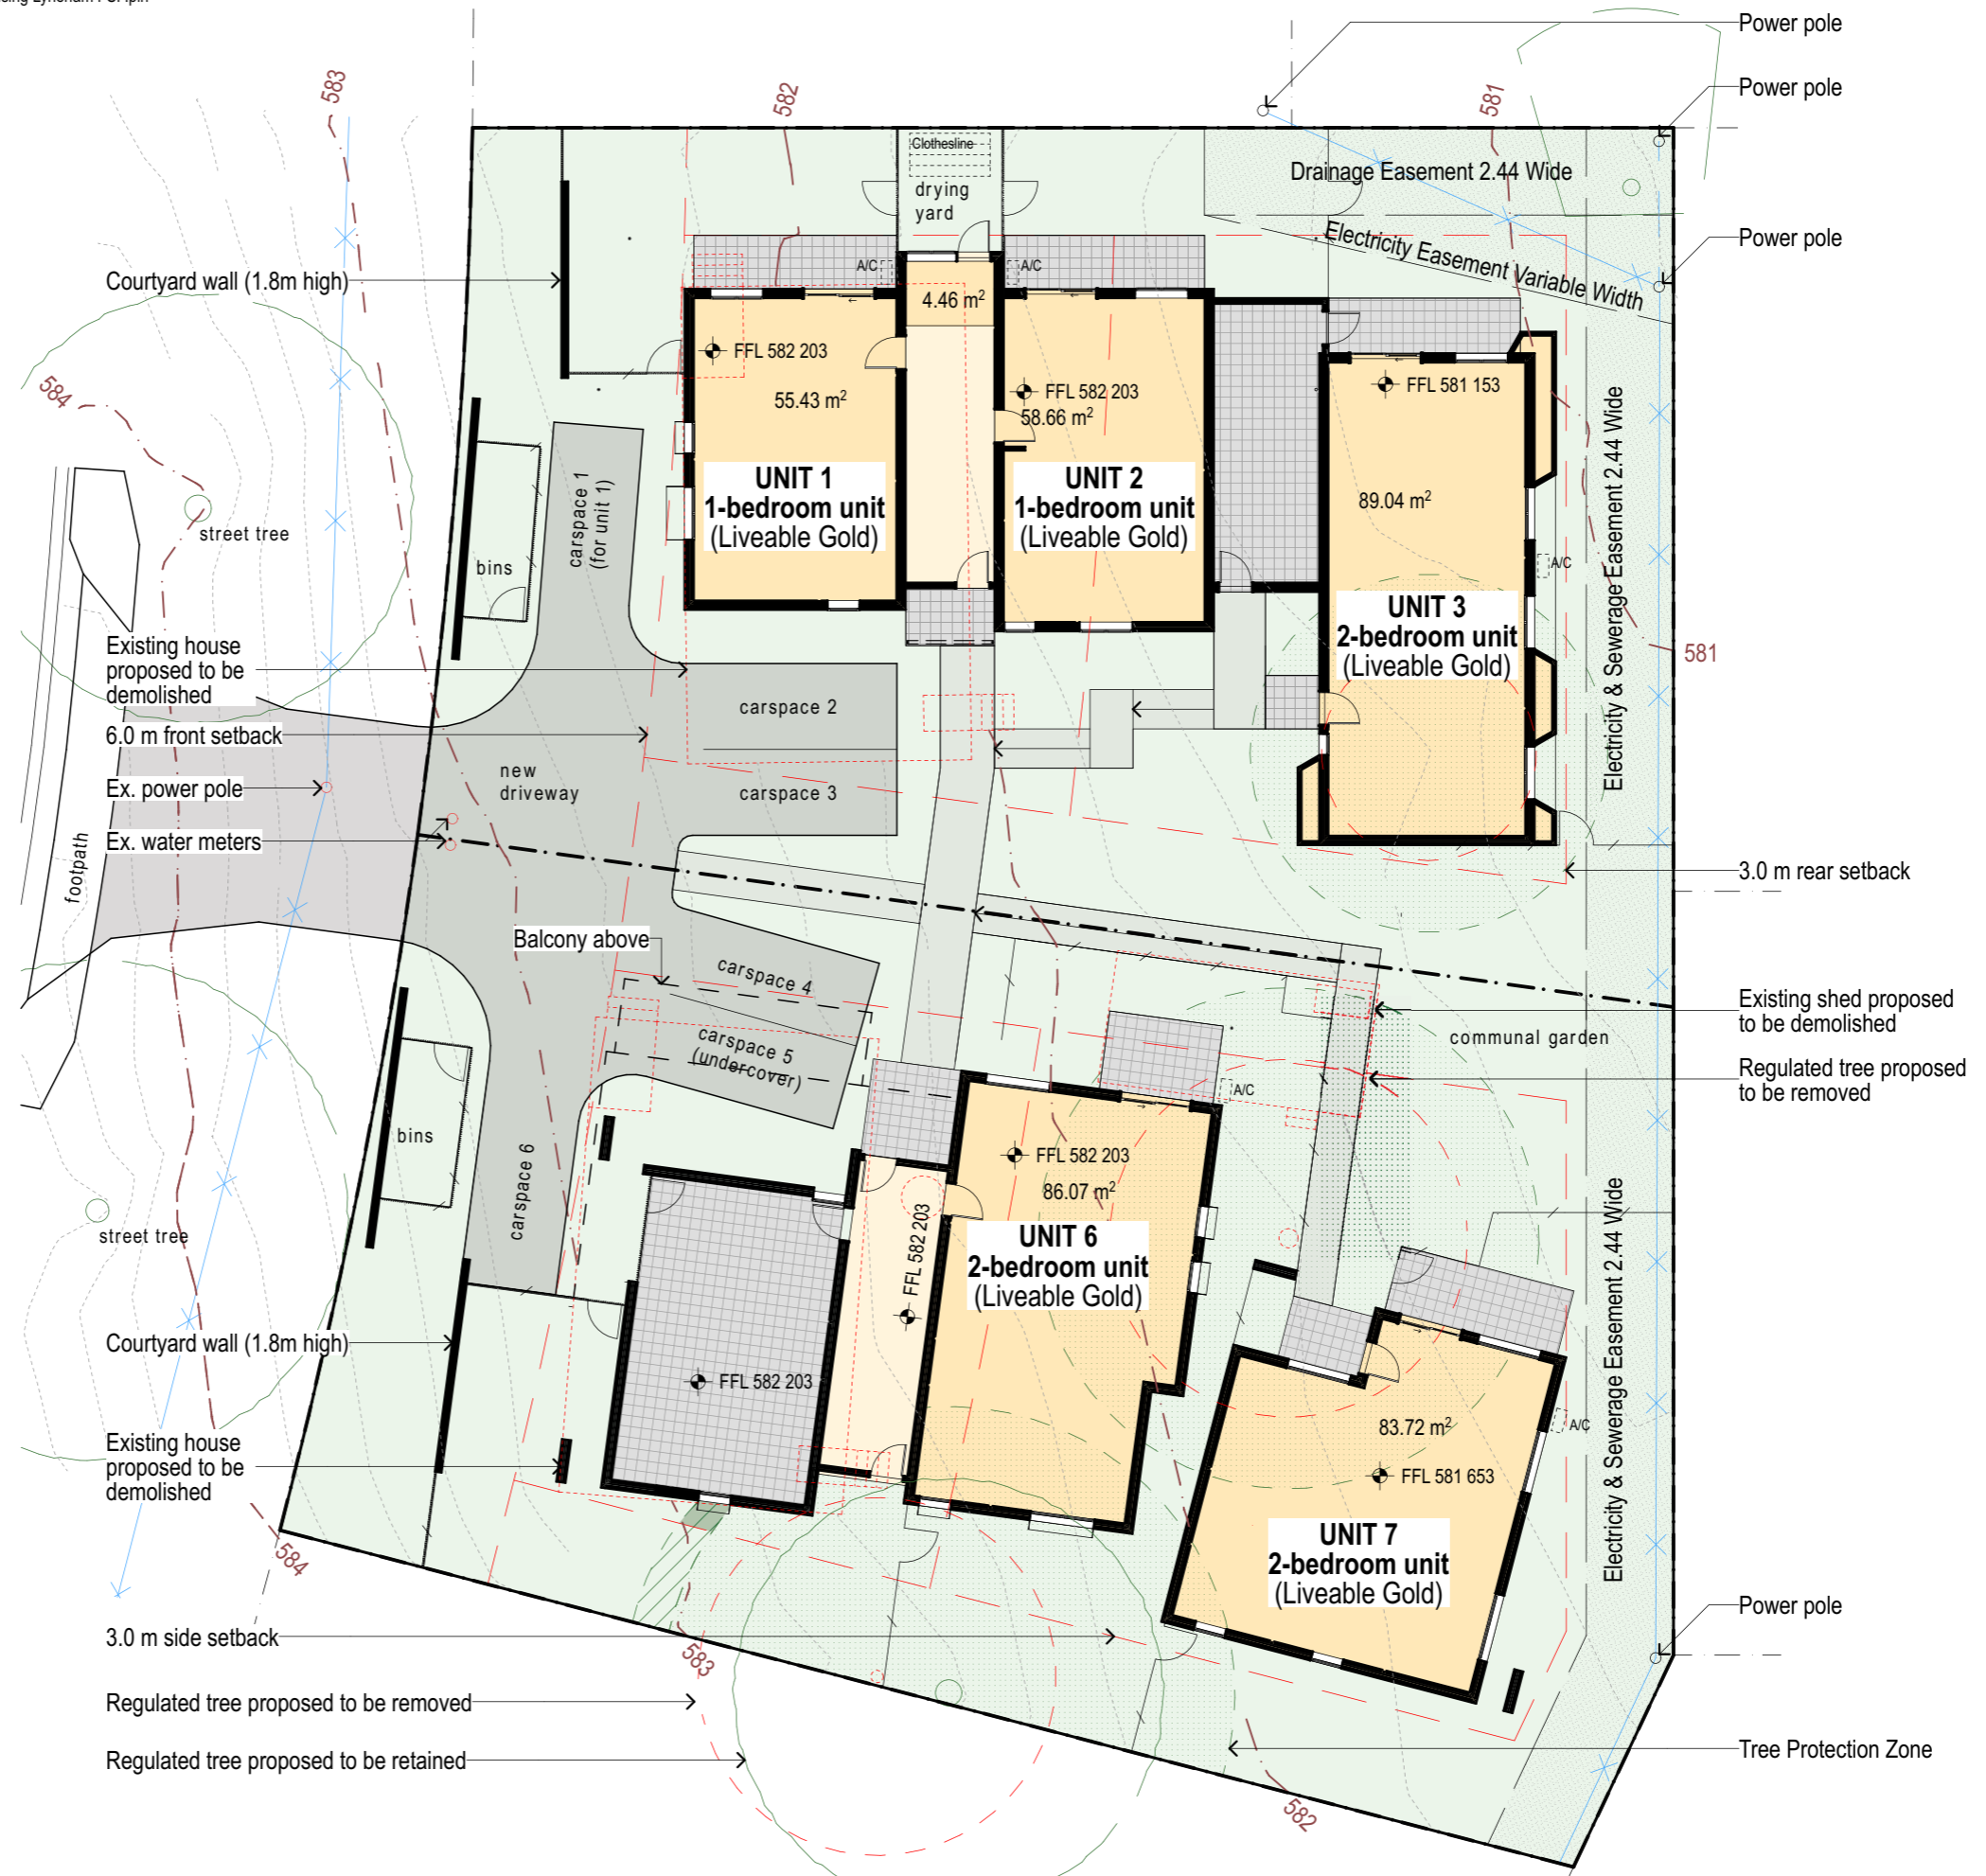 Power pole
Power pole
583
582
581
Clothesline
drying
yard
Drainage Easement 2.44 Wide
Electricity Easement Variable Width
Power pole
Courtyard wall (1.8m high)
A/C
A/C
4.46 m²
FFL 582 203
55.43 m²
FFL 582 203
58.66 m²
FFL 581 153
89.04 m²
584
street tree
bins
carspace 1
(for unit 1)
UNIT 1
1-bedroom unit
(Liveable Gold)
UNIT 2
1-bedroom unit
(Liveable Gold)
UNIT 3
2-bedroom unit
(Liveable Gold)
A/C
Electricity & Sewerage Easement 2.44 Wide
581
Existing house
proposed to be
demolished
6.0 m front setback
Ex. power pole
Ex. water meters
footpath
new
driveway
carspace 2
carspace 3
3.0 m rear setback
Balcony above
carspace 4
carspace 5
(undercover)
communal garden
Existing shed proposed
to be demolished
Regulated tree proposed
to be removed
A/C
bins
carspace 6
street tree
FFL 582 203
86.07 m²
FFL 582 203
UNIT 6
2-bedroom unit
(Liveable Gold)
Electricity & Sewerage Easement 2.44 Wide
Courtyard wall (1.8m high)
FFL 582 203
83.72 m²
A/C
FFL 581 653
Existing house
proposed to be
demolished
UNIT 7
2-bedroom unit
(Liveable Gold)
584
583
582
3.0 m side setback
Power pole
Regulated tree proposed to be removed
Regulated tree proposed to be retained
Tree Protection Zone